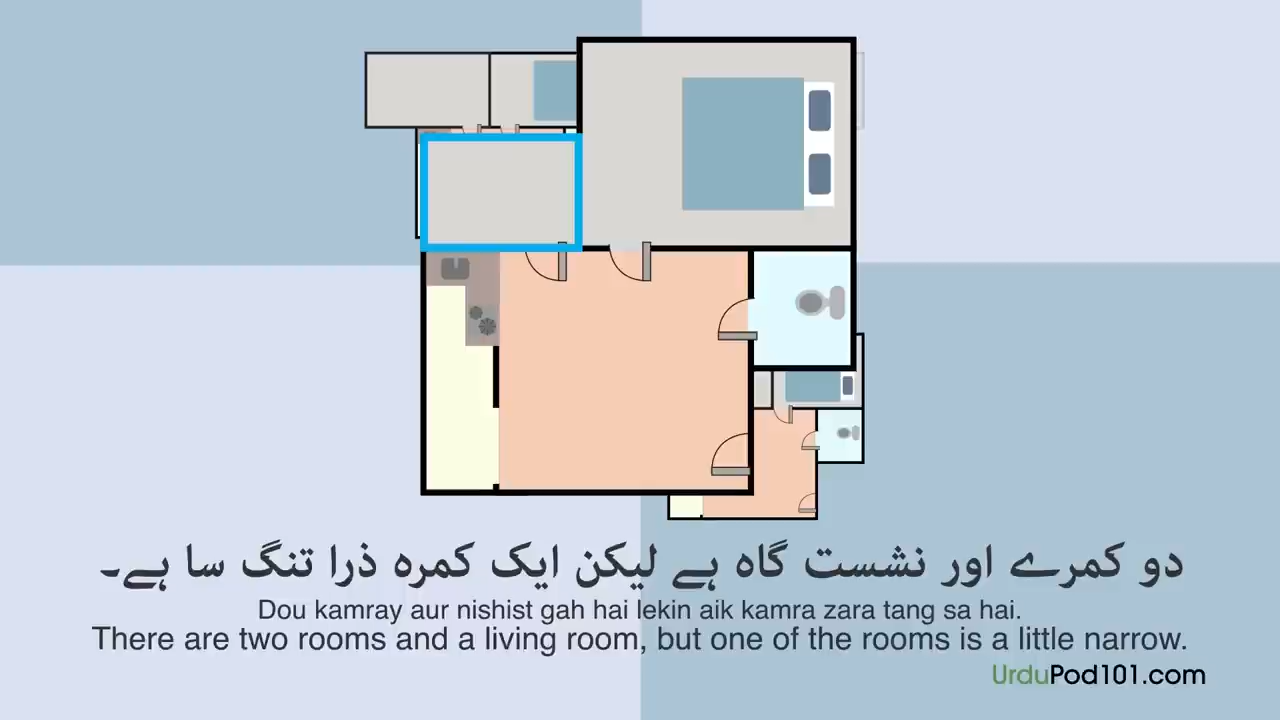 دو کمرے اور نشست گاہ ہے لیکن ایک کمرہ ذرا تنگ سا ہے۔
Dou kamray aur nishist gah hai lekin aik kamra zara tang sa hai.
There are two rooms and a living room, but one of the rooms is a little narrow.
UrduPod101.com